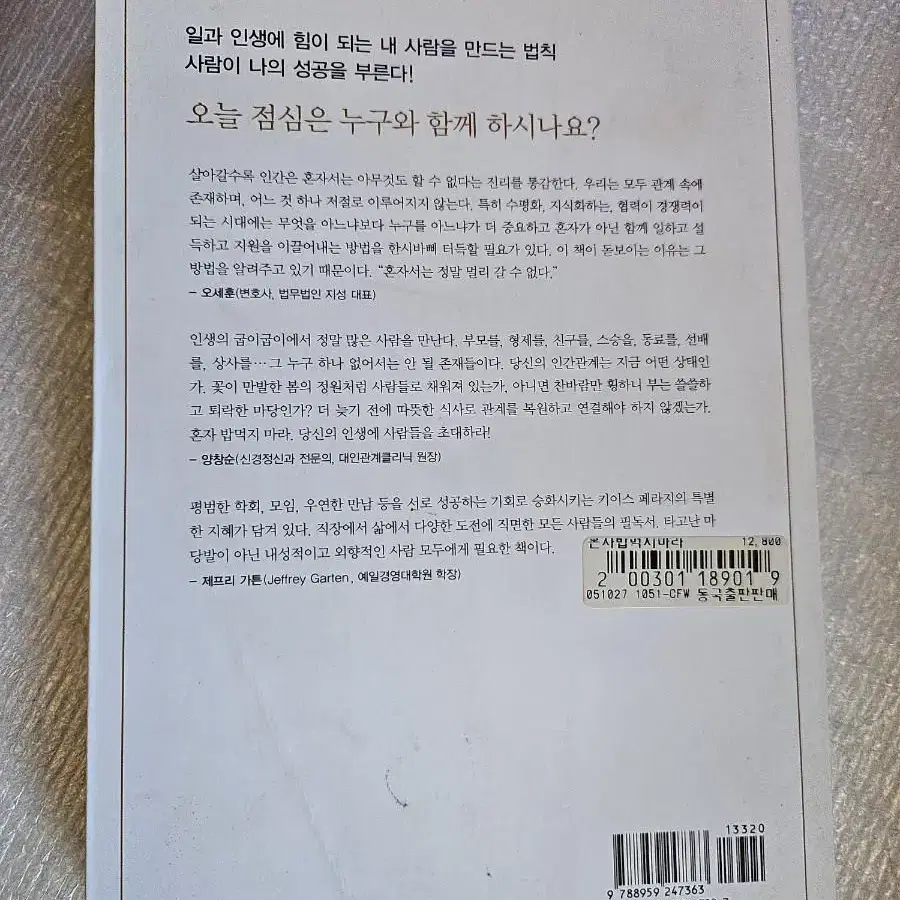 일과 인생에 힘이 되는 내 사람을 만드는 법칙
사람이 나의 성공을 부른다!
오늘 점심은 누구와 함께 하시나요?
살아갈수록 인간은 혼자서는 아무것도 할 수 없다는 진리를 통감한다. 우리는 모두 관계 속에
존재하며, 어느 것 하나 저절로 이루어지지 않는다. 특히 수평화, 지식화하는, 협력이 경쟁력이
되는 시대에는 무엇을 아느냐보다 누구를 아느냐가 더 중요하고 혼자가 아닌 함께 일하고 설
득하고 지원을 이끌어내는 방법을 한시바삐 터득할 필요가 있다. 이 책이 돋보이는 이유는 그
방법을 알려주고 있기 때문이다. “혼자서는 정말 멀리 갈 수 없다.”
– 오세훈(변호사, 법무법인 지성 대표)
인생의 굽이굽이에서 정말 많은 사람을 만난다. 부모를, 형제를, 친구를, 스승을, 동료를, 선배
를, 상사를… 그 누구 하나 없어서는 안 될 존재들이다. 당신의 인간관계는 지금 어떤 상태인
가. 꽃이 만발한 봄의 정원처럼 사람들로 채워져 있는가, 아니면 찬바람만 휭하니 부는 쓸쓸하
고 퇴락한 마당인가? 더 늦기 전에 따뜻한 식사로 관계를 복원하고 연결해야 하지 않겠는가.
혼자 밥먹지 마라. 당신의 인생에 사람들을 초대하라!
– 양창순(신경정신과 전문의, 대인관계클리닉 원장)
평범한 학회, 모임, 우연한 만남 등을 선로 성공하는 기회로 승화시키는 키이스 페라지의 특별
한 지혜가 담겨 있다. 직장에서 삶에서 다양한 도전에 직면한 모든 사람들의 필독서. 타고난 마
당발이 아닌 내성적이고 외향적인 사람 모두에게 필요한 책이다.
– 제프리 가튼(Jeffrey Garten, 예일경영대학원 학장)
혼자밥먹지마라 12,800
2 00301 18901 9
051027 1051-CFW 동국출판판매
13320
9 788959 247363